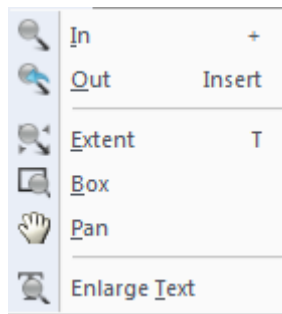 In +
Out Insert
Extent T
Box
Pan
Enlarge Text